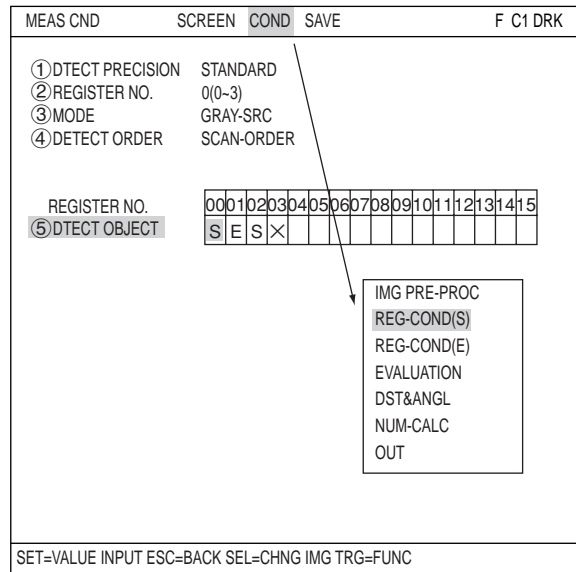 MEAS CND SCREEN COND SAVE F C1 DRK
①DTECT PRECISION STANDARD
②REGISTER NO. 0(0~3)
③MODE GRAY-SRC
④DETECT ORDER SCAN-ORDER
REGISTER NO. 00 01 02 03 04 05 06 07 08 09 10 11 12 13 14 15
⑤DTECT OBJECT S E S ×
IMG PRE-PROC
REG-COND(S)
REG-COND(E)
EVALUATION
DST&ANGL
NUM-CALC
OUT
SET=VALUE INPUT ESC=BACK SEL=CHNG IMG TRG=FUNC